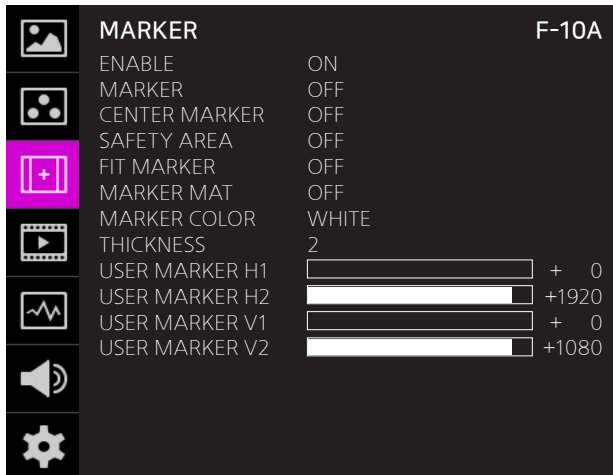 MARKER F-10A
ENABLE ON
MARKER OFF
CENTER MARKER OFF
SAFETY AREA OFF
FIT MARKER OFF
MARKER MAT OFF
MARKER COLOR WHITE
THICKNESS 2
USER MARKER H1 + 0
USER MARKER H2 +1920
USER MARKER V1 + 0
USER MARKER V2 +1080